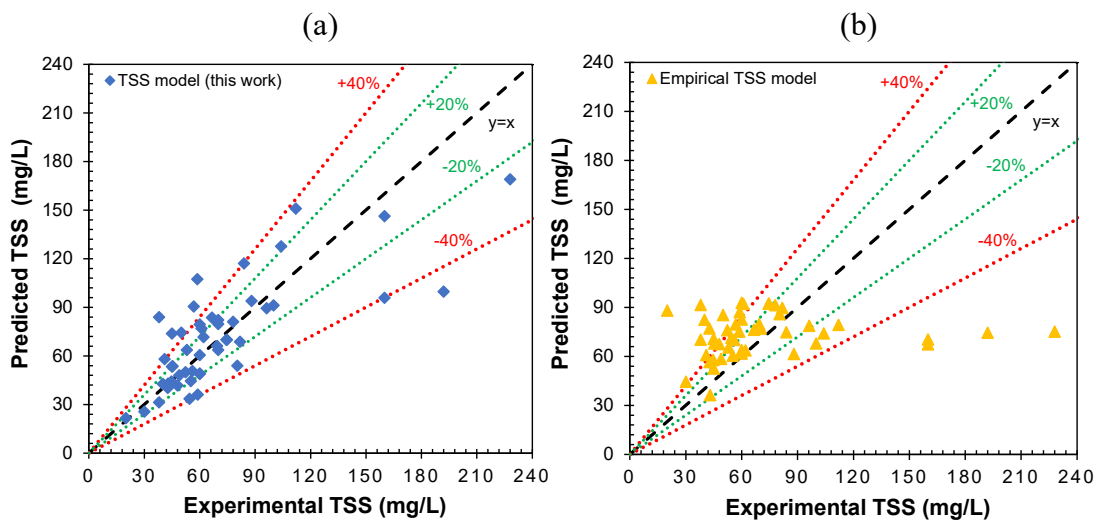 (a)
TSS model (this work)
+40%
+20%
y=x
-20%
-40%
240
210
180
150
120
90
60
30
0
0 30 60 90 120 150 180 210 240
Predicted TSS (mg/L)
Experimental TSS (mg/L)
(b)
Empirical TSS model
+40%
+20%
y=x
-20%
-40%
240
210
180
150
120
90
60
30
0
0 30 60 90 120 150 180 210 240
Predicted TSS (mg/L)
Experimental TSS (mg/L)